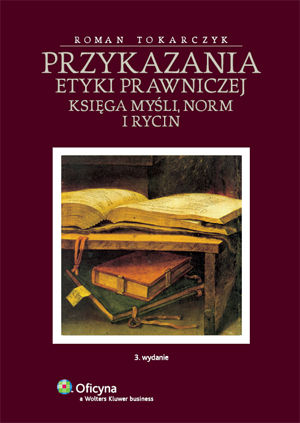 ROMAN TOKARCZYK
PRZYKAZANIA
ETYKI PRAWNICZEJ
KSIĘGA MYŚLI, NORM
I RYCIN
3. wydanie
Oficyna
a Wolters Kluwer business